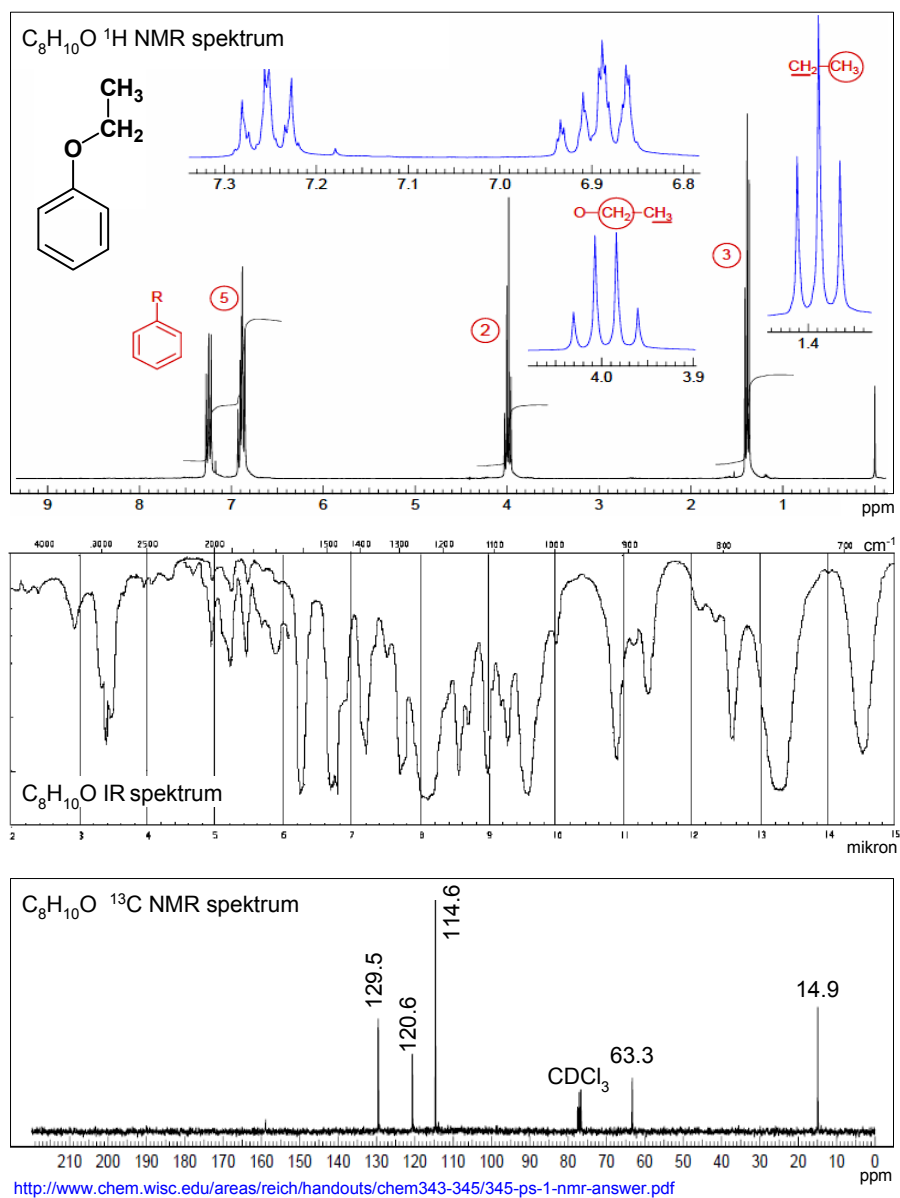 C₈H₁₀O ¹H NMR spektrum
CH₃
CH₂
O
CH₂-CH₃
7.3 7.2 7.1 7.0 6.9 6.8
O-CH₂-CH₃
R
5
2
3
4.0 3.9
1.4
9 8 7 6 5 4 3 2 1 ppm
4000 3000 2500 2000 1500 1400 1300 1200 1100 1000 900 800 700 cm⁻¹
C₈H₁₀O IR spektrum
2 3 4 5 6 7 8 9 10 11 12 13 14 15
mikron
C₈H₁₀O ¹³C NMR spektrum
129.5
120.6
114.6
CDCl₃
63.3
14.9
210 200 190 180 170 160 150 140 130 120 110 100 90 80 70 60 50 40 30 20 10 0
ppm
http://www.chem.wisc.edu/areas/reich/handouts/chem343-345/345-ps-1-nmr-answer.pdf